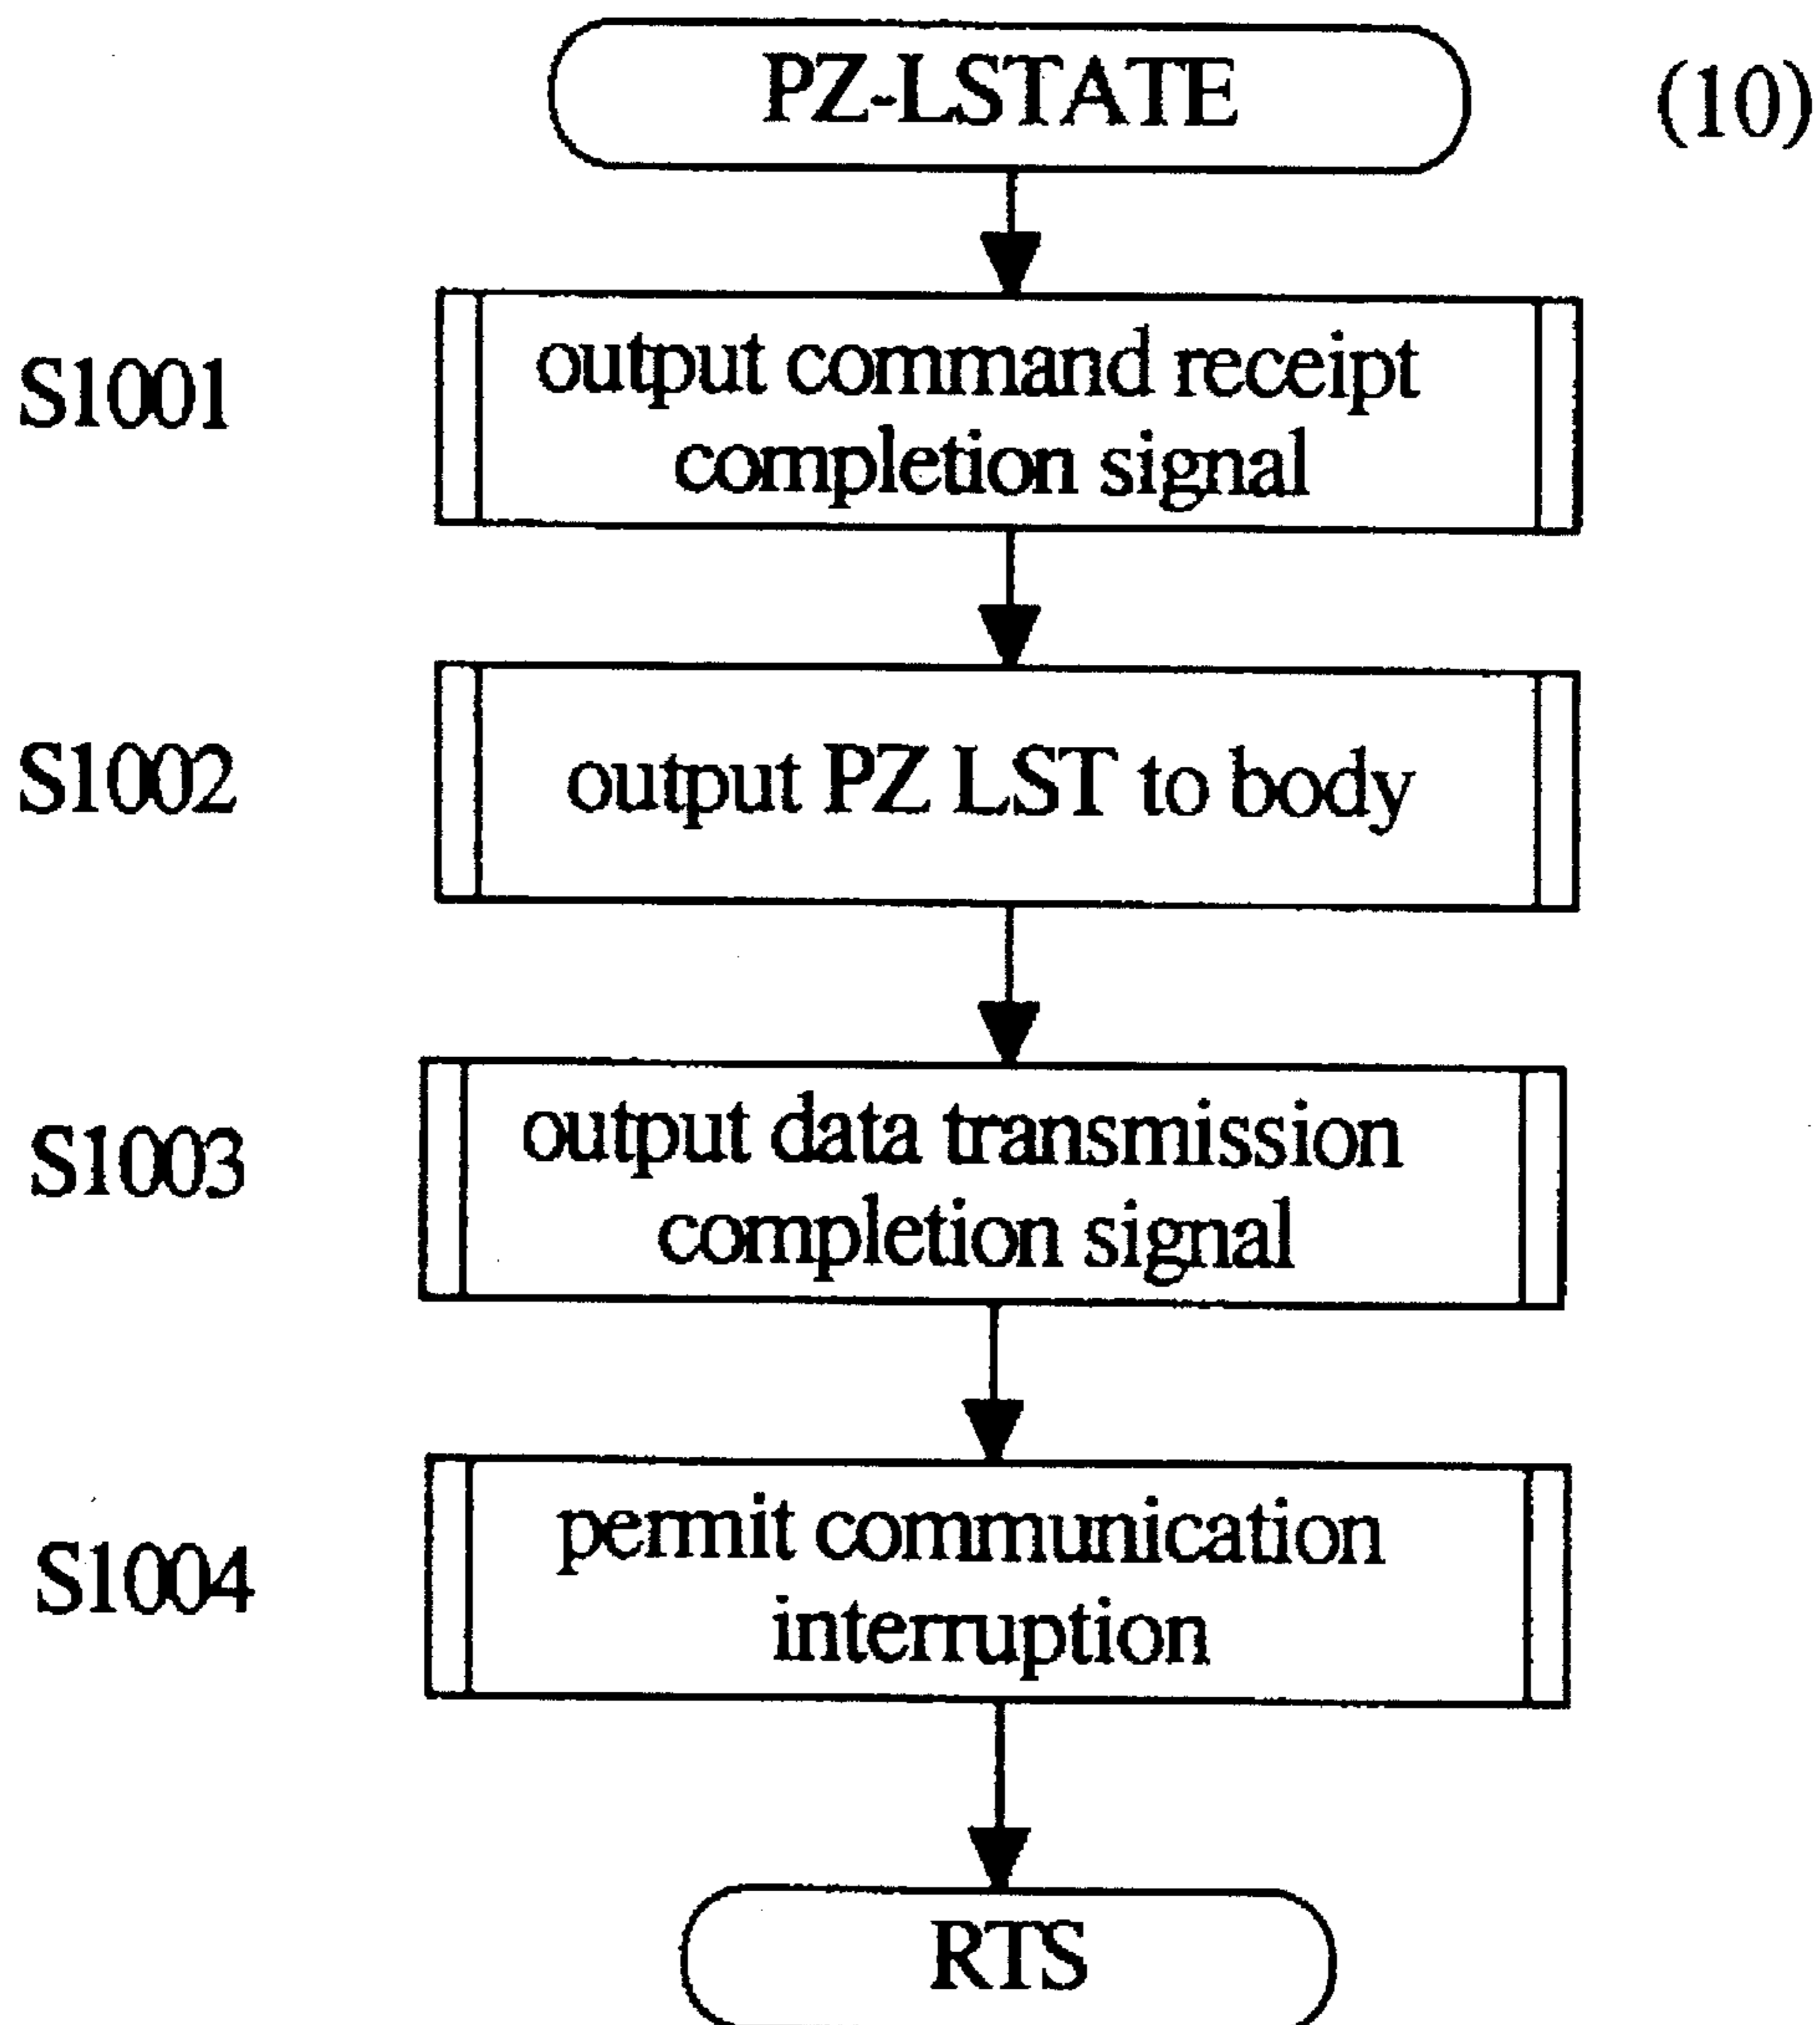 PZ-LSTATE
(10)
S1001
output command receipt
completion signal
S1002
output PZ LST to body
S1003
output data transmission
completion signal
S1004
permit communication
interruption
RTS